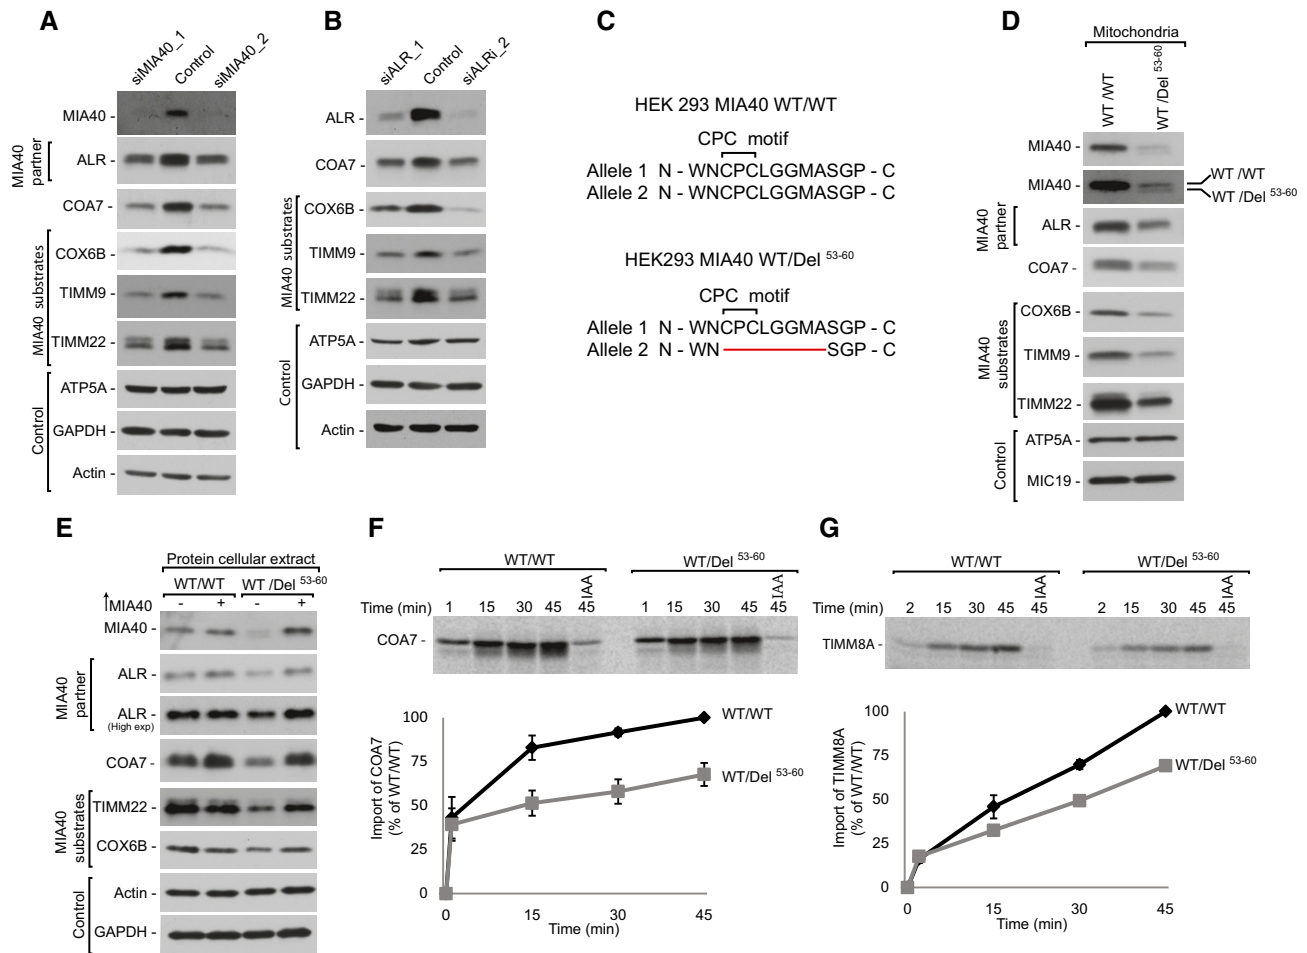 A
siMIA40_1 Control siMIA40_2
MIA40 -
MIA40 partner
ALR -
COA7 -
MIA40 substrates
COX6B -
TIMM9 -
TIMM22 -
Control
ATP5A -
GAPDH -
Actin -
B
siALR_1 Control siALRi_2
ALR -
COA7 -
MIA40 substrates
COX6B -
TIMM9 -
TIMM22 -
Control
ATP5A -
GAPDH -
Actin -
C
HEK 293 MIA40 WT/WT
CPC motif
Allele 1 N - WNCPCLGGMASGP - C
Allele 2 N - WNCPCLGGMASGP - C
HEK293 MIA40 WT/Del 53-60
CPC motif
Allele 1 N - WNCPCLGGMASGP - C
Allele 2 N - WN SGP - C
D
Mitochondria
WT /WT WT /Del 53-60
MIA40 -
MIA40 -
WT /WT
WT /Del 53-60
MIA40 partner
ALR -
COA7 -
MIA40 substrates
COX6B -
TIMM9 -
TIMM22 -
Control
ATP5A -
MIC19 -
E
Protein cellular extract
WT/WT WT /Del 53-60
↑MIA40 - + - +
MIA40 -
MIA40 partner
ALR -
ALR -
(High exp)
COA7 -
MIA40 substrates
TIMM22 -
COX6B -
Control
Actin -
GAPDH -
F
WT/WT WT/Del 53-60
IAA IAA
Time (min) 1 15 30 45 45 1 15 30 45 45
COA7 -
Import of COA7
(% of WT/WT)
100
75
50
25
0
WT/WT
WT/Del 53-60
0 15 30 45
Time (min)
G
WT/WT WT/Del 53-60
IAA IAA
Time (min) 2 15 30 45 45 2 15 30 45 45
TIMM8A -
Import of TIMM8A
(% of WT/WT)
100
75
50
25
0
WT/WT
WT/Del 53-60
0 15 30 45
Time (min)